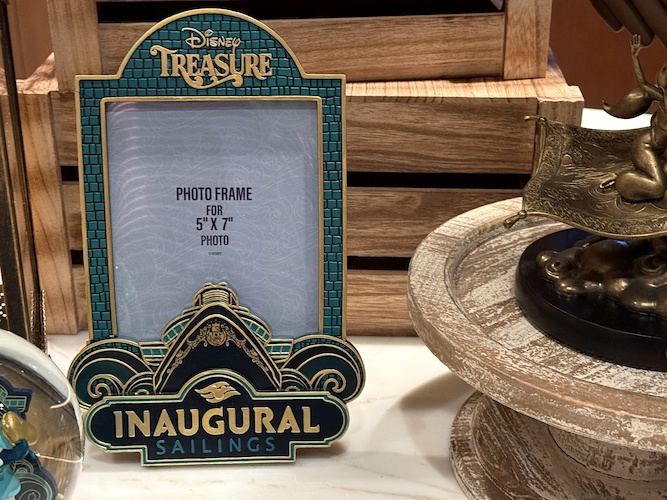 Disney
TREASURE
PHOTO FRAME
FOR
5" X 7"
PHOTO
INAUGURAL
SAILINGS